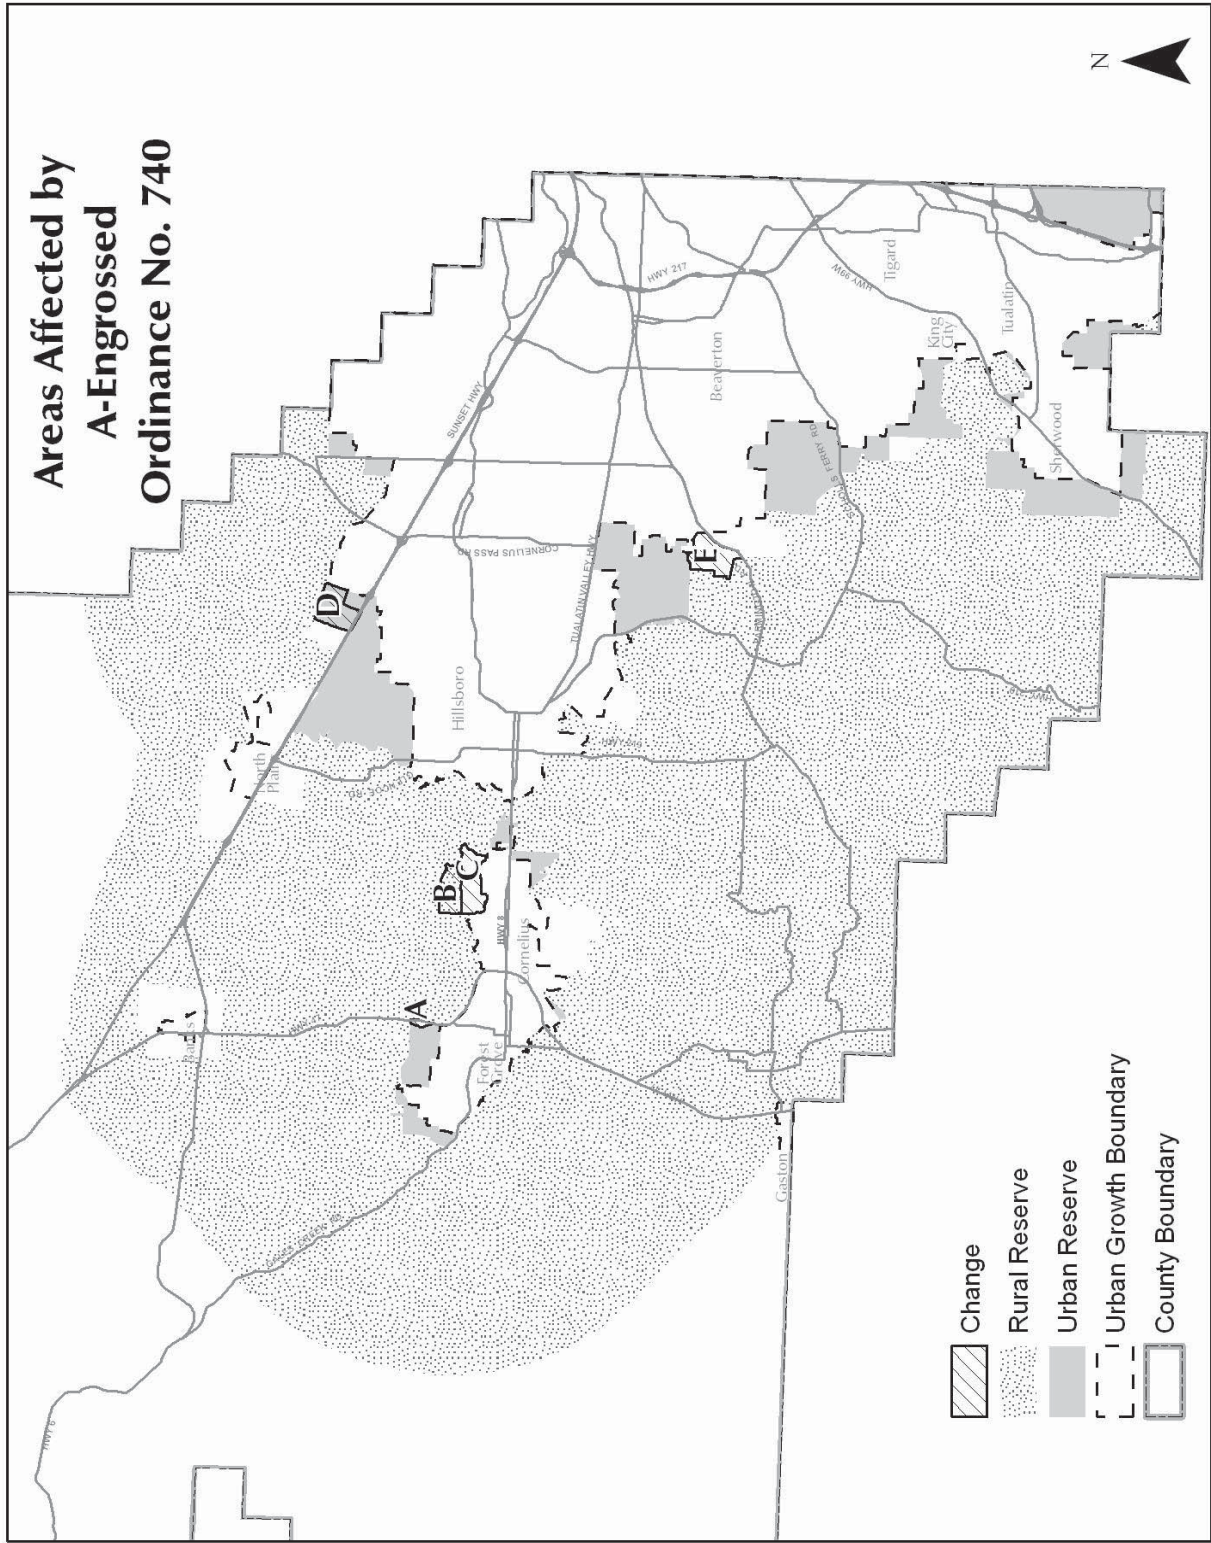 Areas Affected by
A-Engrossed
Ordinance No. 740
N
HWY 6
SUNSET HWY
D
HWY 217
Tigard
HWY 99W
King
City
Tualatin
Beaverton
Sherwood
CORNELIUS PASS RD
TUALATIN VALLEY HWY
E
Hillsboro
North
B
C
HWY 8
Cornelius
A
Forest
Grove
Gaston
Change
Rural Reserve
Urban Reserve
Urban Growth Boundary
County Boundary